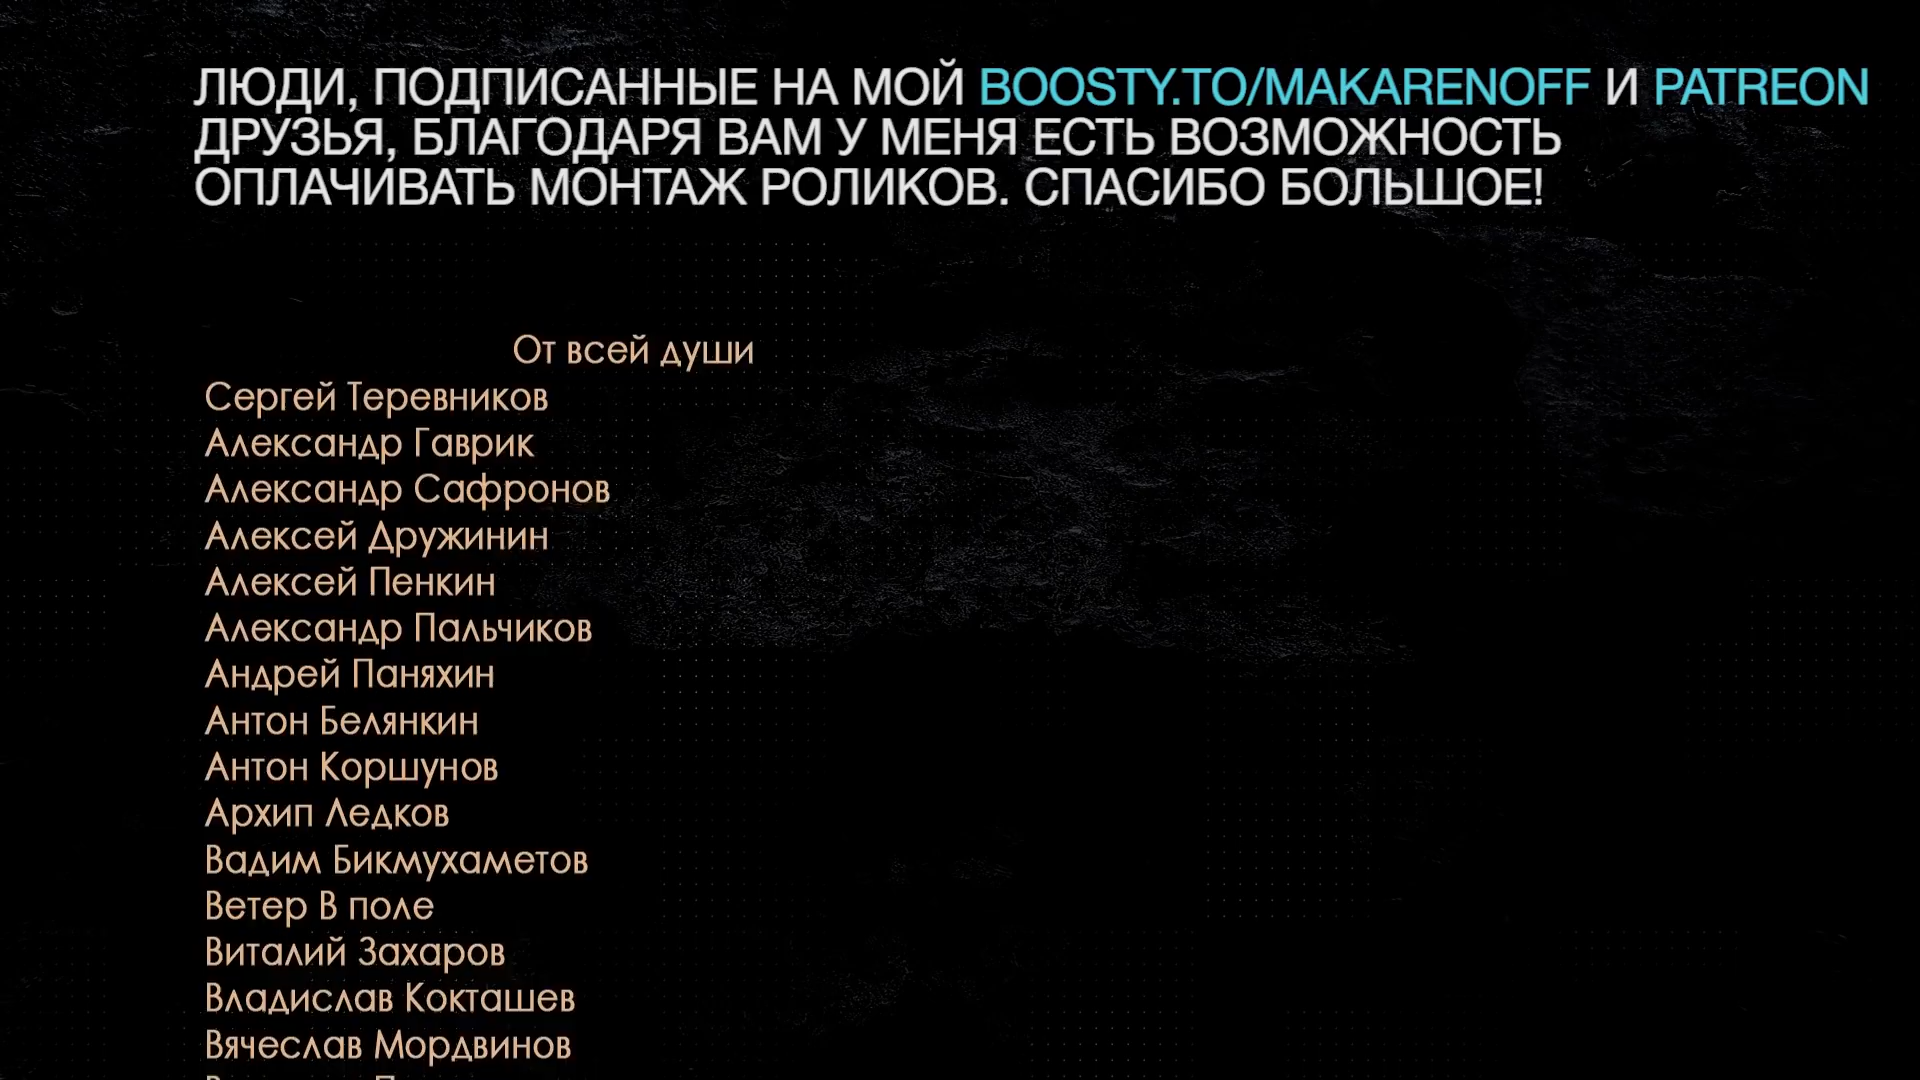 ЛЮДИ, ПОДПИСАННЫЕ НА МОЙ BOOSTY.TO/MAKARENOFF И PATREON
ДРУЗЬЯ, БЛАГОДАРЯ ВАМ У МЕНЯ ЕСТЬ ВОЗМОЖНОСТЬ
ОПЛАЧИВАТЬ МОНТАЖ РОЛИКОВ. СПАСИБО БОЛЬШОЕ!
От всей души
Сергей Теревников
Александр Гаврик
Александр Сафронов
Алексей Дружинин
Алексей Пенкин
Александр Пальчиков
Андрей Паняхин
Антон Белянкин
Антон Коршунов
Архип Ледков
Вадим Бикмухаметов
Ветер В поле
Виталий Захаров
Владислав Кокташев
Вячеслав Мордвинов